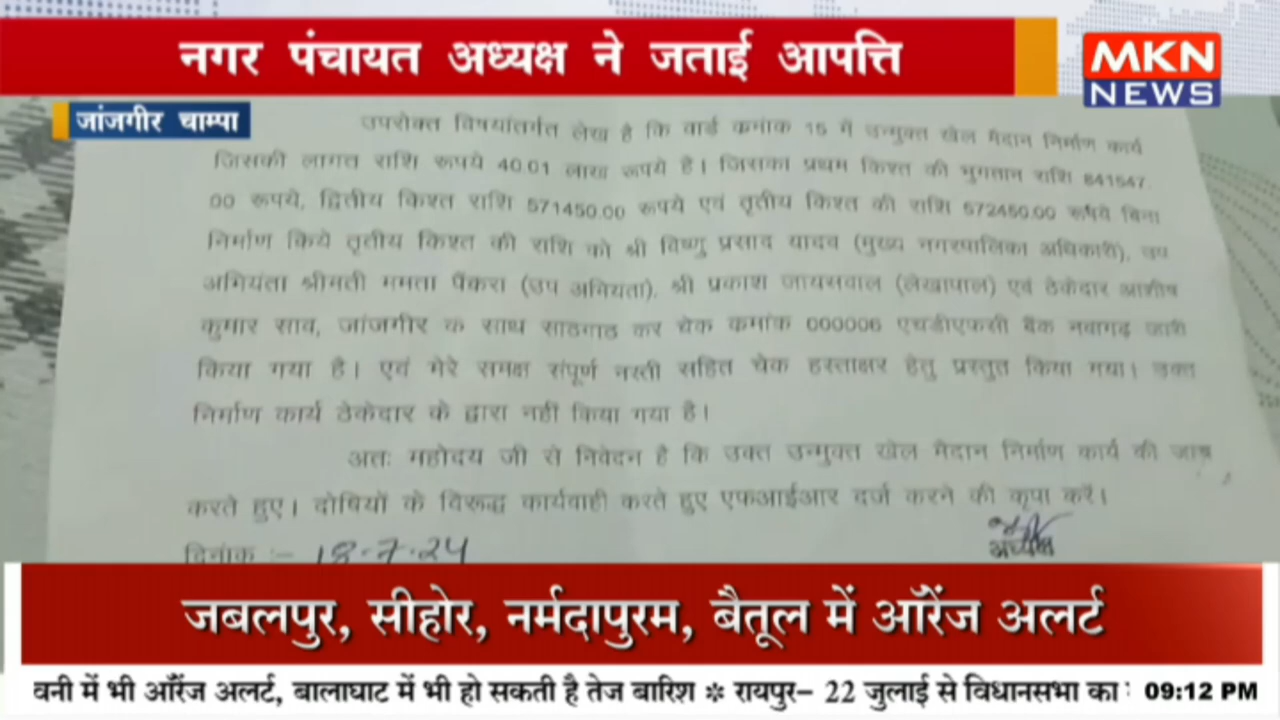 नगर पंचायत अध्यक्ष ने जताई आपत्ति
MKN
NEWS
जांजगीर चाम्पा
उपरोक्त विषयांतर्गत लेख है कि वार्ड कमांक 15 में उन्मुक्त खेल मैदान निर्माण कार्य
जिसकी लागत राशि रूपये 40.01 लाख रूपये है। जिसका प्रथम किश्त की भुगतान राशि 841547.
00 रूपये, द्वितीय किश्त राशि 571450.00 रूपये एवं तृतीय किश्त की राशि 572450.00 रूपये बिना
निर्माण किये तृतीय किश्त की राशि को श्री विष्णु प्रसाद यादव (मुख्य नगरपालिका अधिकारी), उप
अभियंता श्रीमती ममता पैंकरा (उप अभियंता), श्री प्रकाश जायसवाल (लेखापाल) एवं ठेकेदार आशीष
कुमार साव, जांजगीर के साथ साठगाठ कर चेक कमांक 000006 एचडीएफसी बैंक नवागढ़ जारी
किया गया है। एवं मेरे समक्ष संपूर्ण नस्ती सहित चेक हस्ताक्षर हेतु प्रस्तुत किया गया। उक्त
निर्माण कार्य ठेकेदार के द्वारा नहीं किया गया है।
अतः महोदय जी से निवेदन है कि उक्त उन्मुक्त खेल मैदान निर्माण कार्य की जाच
करते हुए। दोषियों के विरूद्ध कार्यवाही करते हुए एफआईआर दर्ज करने की कृपा करें।
दिनांक :- 18-7-24
अध्यक्ष
जबलपुर, सीहोर, नर्मदापुरम, बैतूल में ऑरेंज अलर्ट
वनी में भी ऑरेंज अलर्ट, बालाघाट में भी हो सकती है तेज बारिश * रायपुर– 22 जुलाई से विधानसभा का 09:12 PM